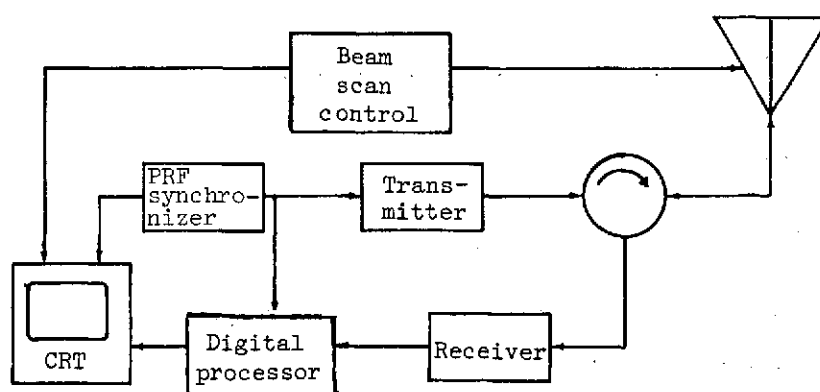 Beam
scan
control
PRF
synchro-
nizer
Trans-
mitter
CRT
Digital
processor
Receiver